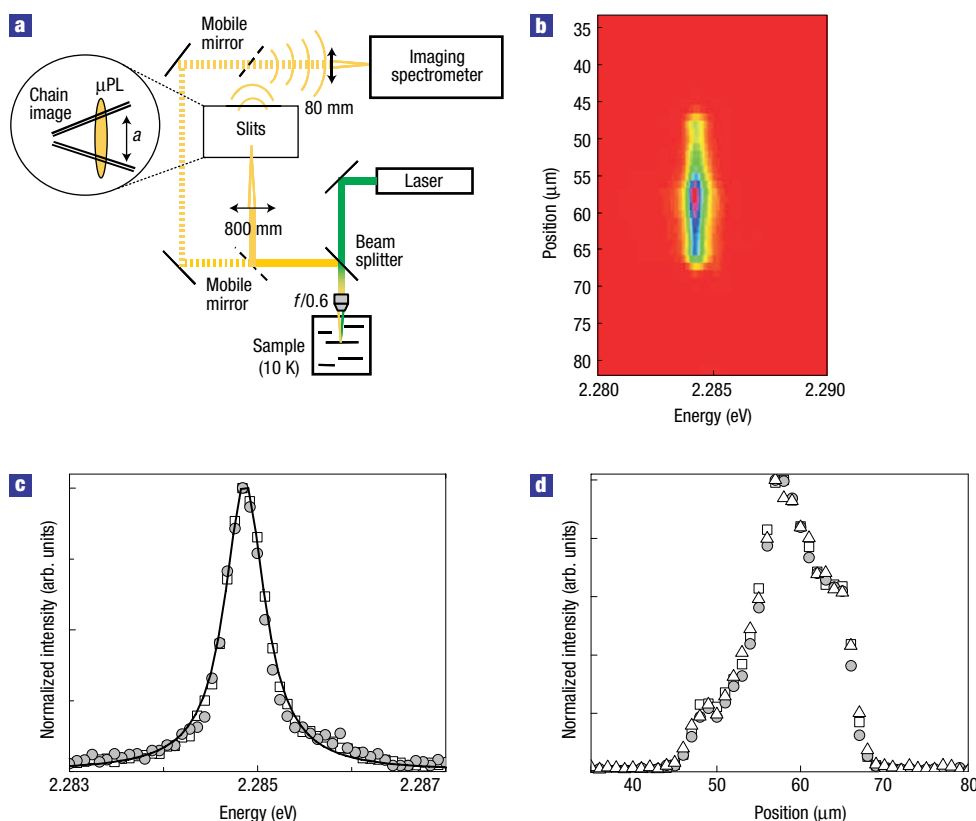 a
Mobile
mirror
Imaging
spectrometer
80 mm
Chain
image
μPL
a
Slits
Laser
800 mm
Beam
splitter
Mobile
mirror
f/0.6
Sample
(10 K)
b
Position (μm)
35
40
45
50
55
60
65
70
75
80
2.280
2.285
2.290
Energy (eV)
c
Normalized intensity (arb. units)
2.283
2.285
2.287
Energy (eV)
d
Normalized intensity (arb. units)
40
50
60
70
80
Position (μm)